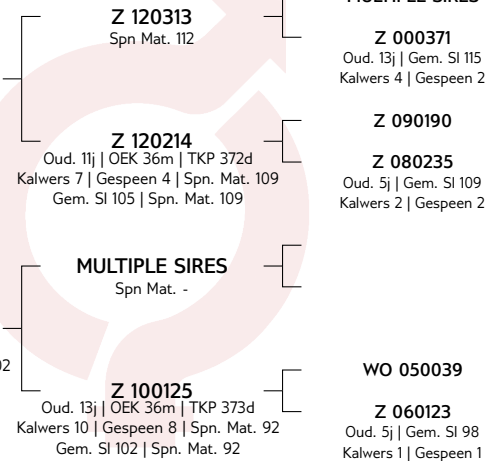 MULTIPLE SIRES
Z 120313
Spn Mat. 112
Z 000371
Oud. 13j | Gem. SI 115
Kalwers 4 | Gespeen 2
Z 120214
Oud. 11j | OEK 36m | TKP 372d
Kalwers 7 | Gespeen 4 | Spn. Mat. 109
Gem. SI 105 | Spn. Mat. 109
Z 090190
Z 080235
Oud. 5j | Gem. SI 109
Kalwers 2 | Gespeen 2
MULTIPLE SIRES
Spn Mat. -
Z 100125
Oud. 13j | OEK 36m | TKP 373d
Kalwers 10 | Gespeen 8 | Spn. Mat. 92
Gem. SI 102 | Spn. Mat. 92
WO 050039
Z 060123
Oud. 5j | Gem. SI 98
Kalwers 1 | Gespeen 1